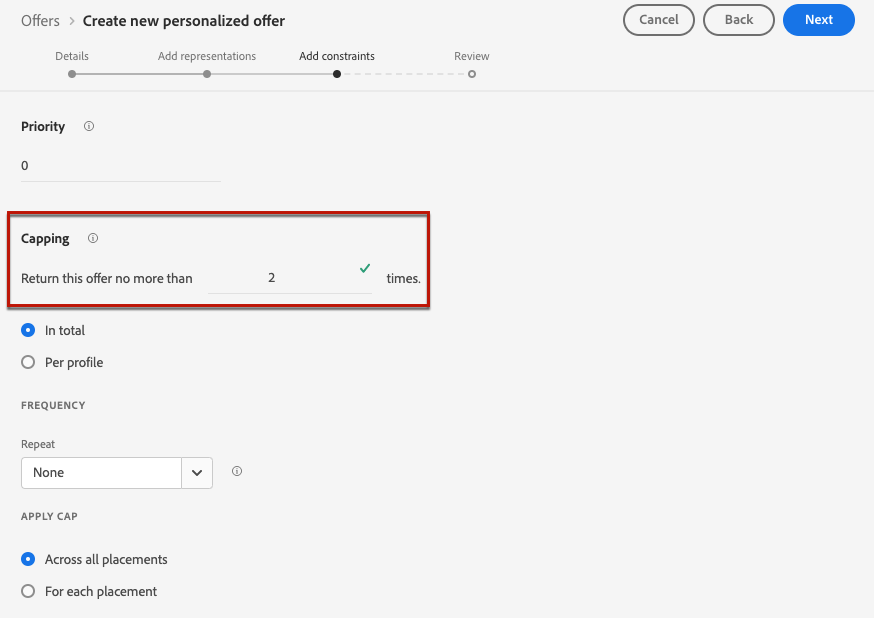 Offers > Create new personalized offer
Cancel
Back
Next
Details
Add representations
Add constraints
Review
Priority
0
Capping
Return this offer no more than 2 times.
In total
Per profile
FREQUENCY
Repeat
None
APPLY CAP
Across all placements
For each placement